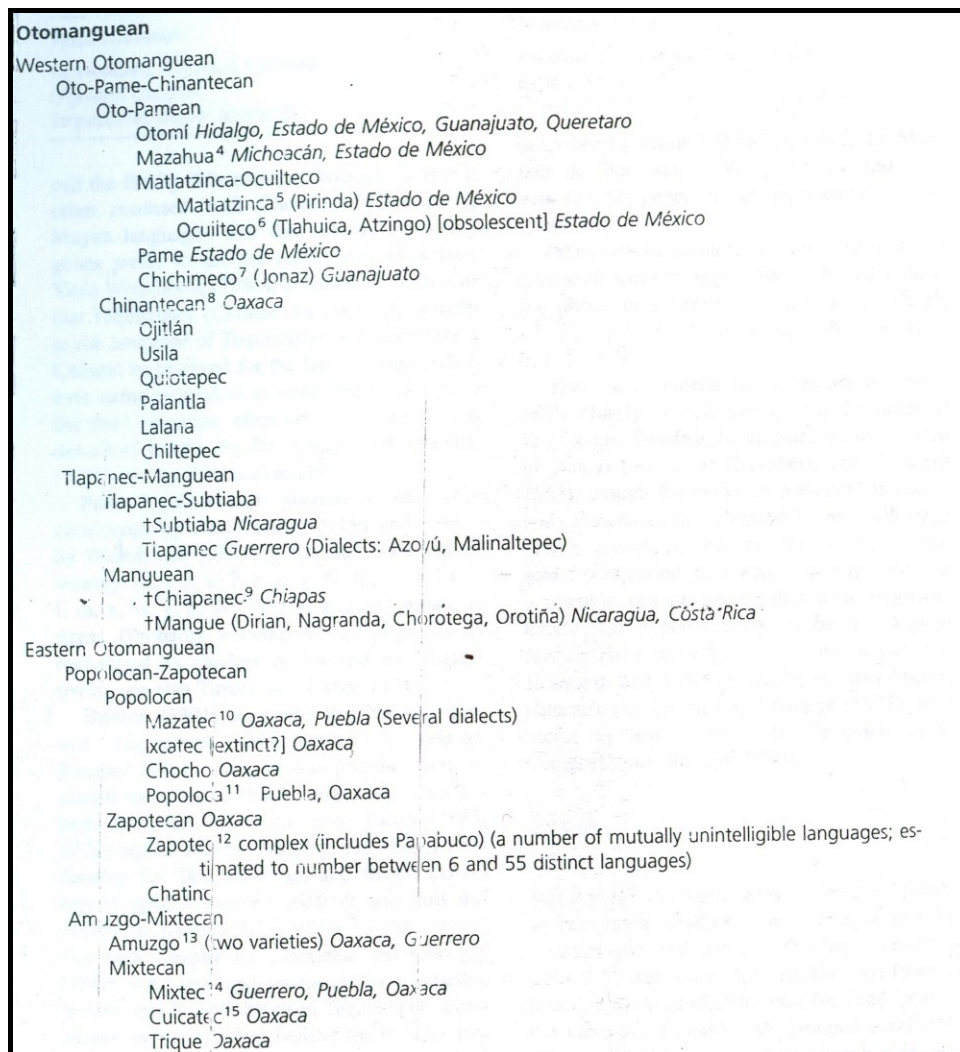 Otomanguean
Western Otomanguean
Oto-Pame-Chinantecan
Oto-Pamean
Otomí Hidalgo, Estado de México, Guanajuato, Queretaro
Mazahua⁴ Michoacán, Estado de México
Matlatzinca-Ocuilteco
Matlatzinca⁵ (Pirinda) Estado de México
Ocuilteco⁶ (Tlahuica, Atzingo) [obsolescent] Estado de México
Pame Estado de México
Chichimeco⁷ (Jonaz) Guanajuato
Chinantecan⁸ Oaxaca
Ojitlán
Usila
Quiotepec
Palantla
Lalana
Chiltepec
Tlapanec-Manguean
Tlapanec-Subtiaba
†Subtiaba Nicaragua
Tlapanec Guerrero (Dialects: Azoyú, Malinaltepec)
Manguean
†Chiapanec⁹ Chiapas
†Mangue (Dirian, Nagranda, Chorotega, Orotiña) Nicaragua, Costa Rica
Eastern Otomanguean
Popolocan-Zapotecan
Popolocan
Mazatec¹⁰ Oaxaca, Puebla (Several dialects)
Ixcatec [extinct?] Oaxaca
Chocho Oaxaca
Popoloca¹¹ Puebla, Oaxaca
Zapotecan Oaxaca
Zapotec¹² complex (includes Papabuco) (a number of mutually unintelligible languages; es-
timated to number between 6 and 55 distinct languages)
Chatino
Amuzgo-Mixtecan
Amuzgo¹³ (two varieties) Oaxaca, Guerrero
Mixtecan
Mixtec¹⁴ Guerrero, Puebla, Oaxaca
Cuicatec¹⁵ Oaxaca
Trique Oaxaca